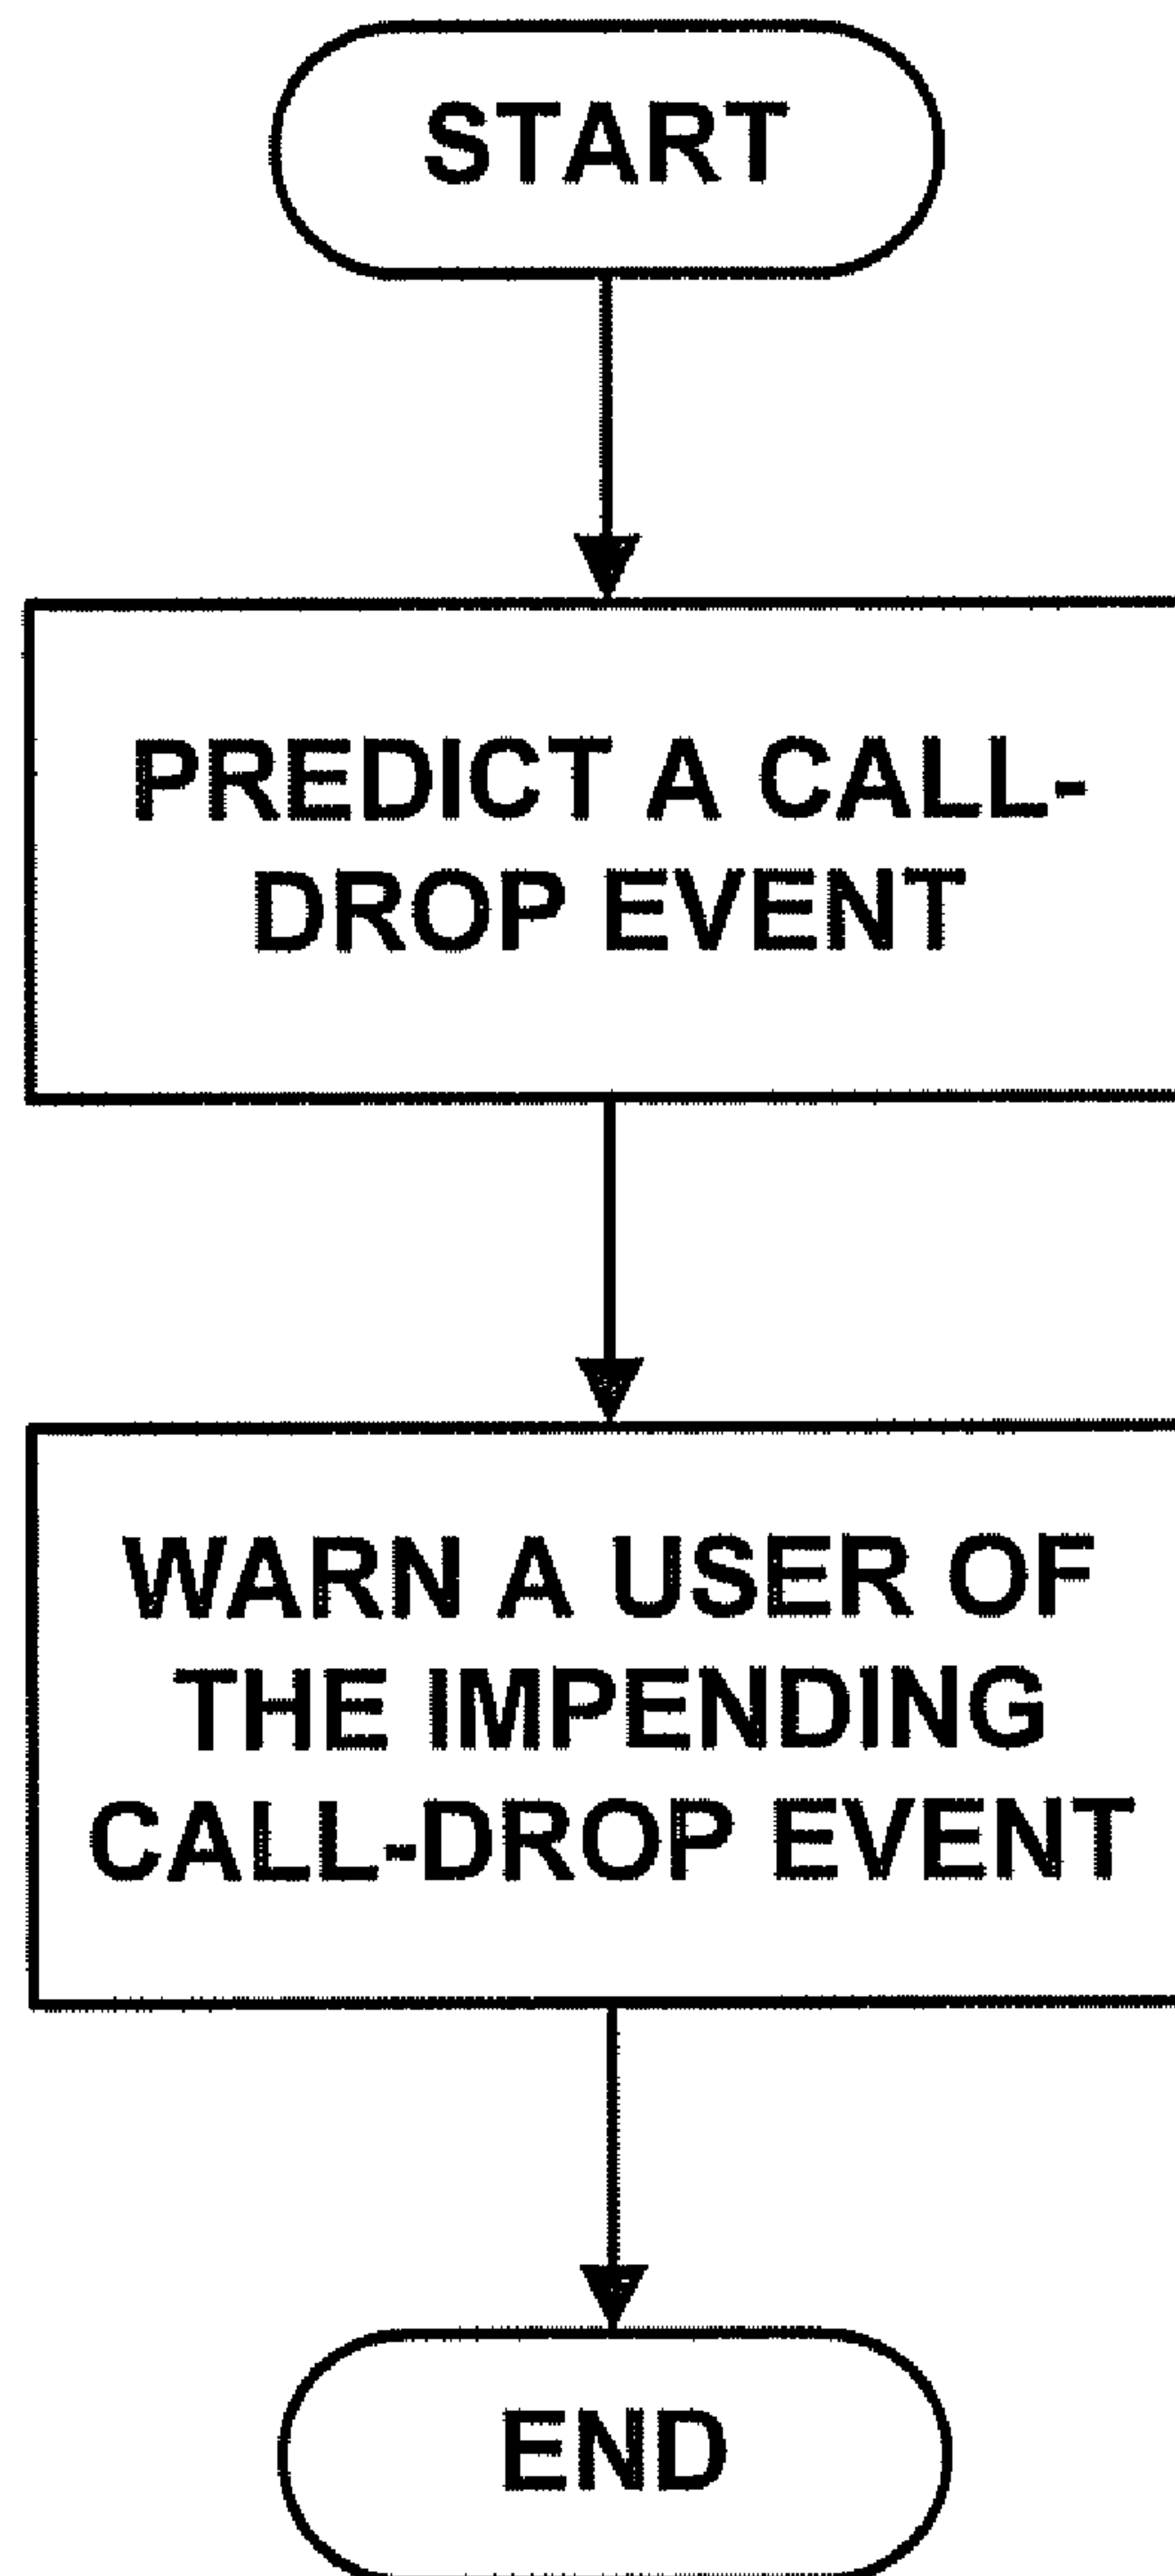 START
PREDICT A CALL-
DROP EVENT
WARN A USER OF
THE IMPENDING
CALL-DROP EVENT
END